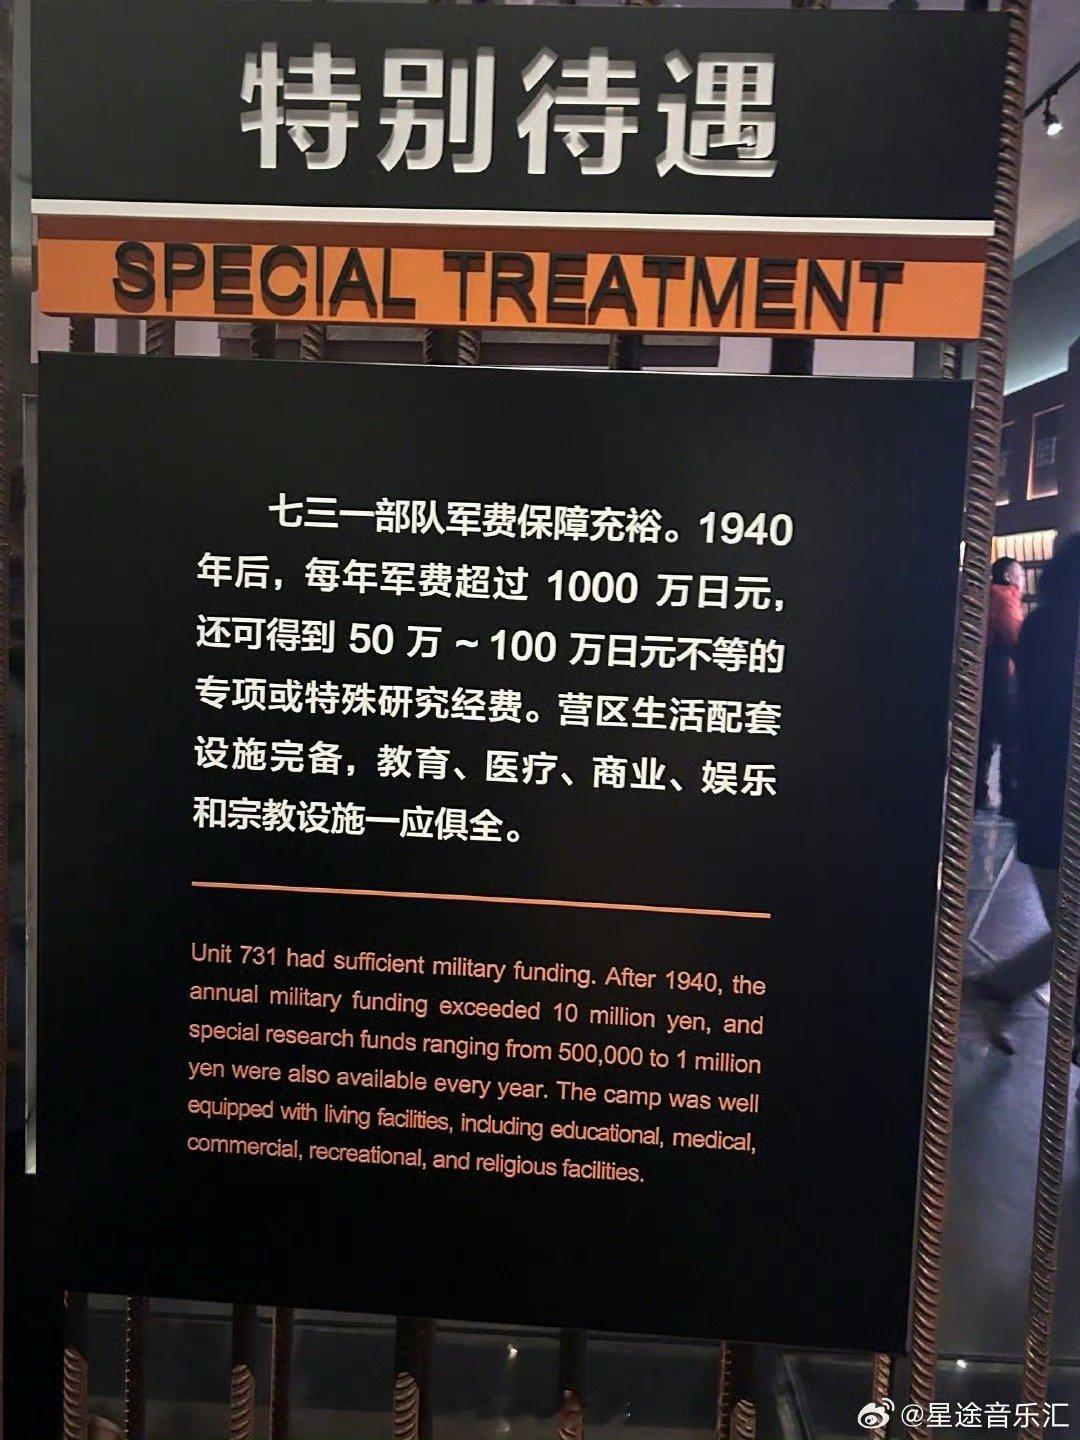 特别待遇
SPECIAL TREATMENT
七三一部队军费保障充裕。1940
年后，每年军费超过 1000 万日元，
还可得到 50 万～100 万日元不等的
专项或特殊研究经费。营区生活配套
设施完备，教育、医疗、商业、娱乐
和宗教设施一应俱全。
Unit 731 had sufficient military funding. After 1940, the
annual military funding exceeded 10 million yen, and
special research funds ranging from 500,000 to 1 million
yen were also available every year. The camp was well
equipped with living facilities, including educational, medical,
commercial, recreational, and religious facilities.
@星途音乐汇